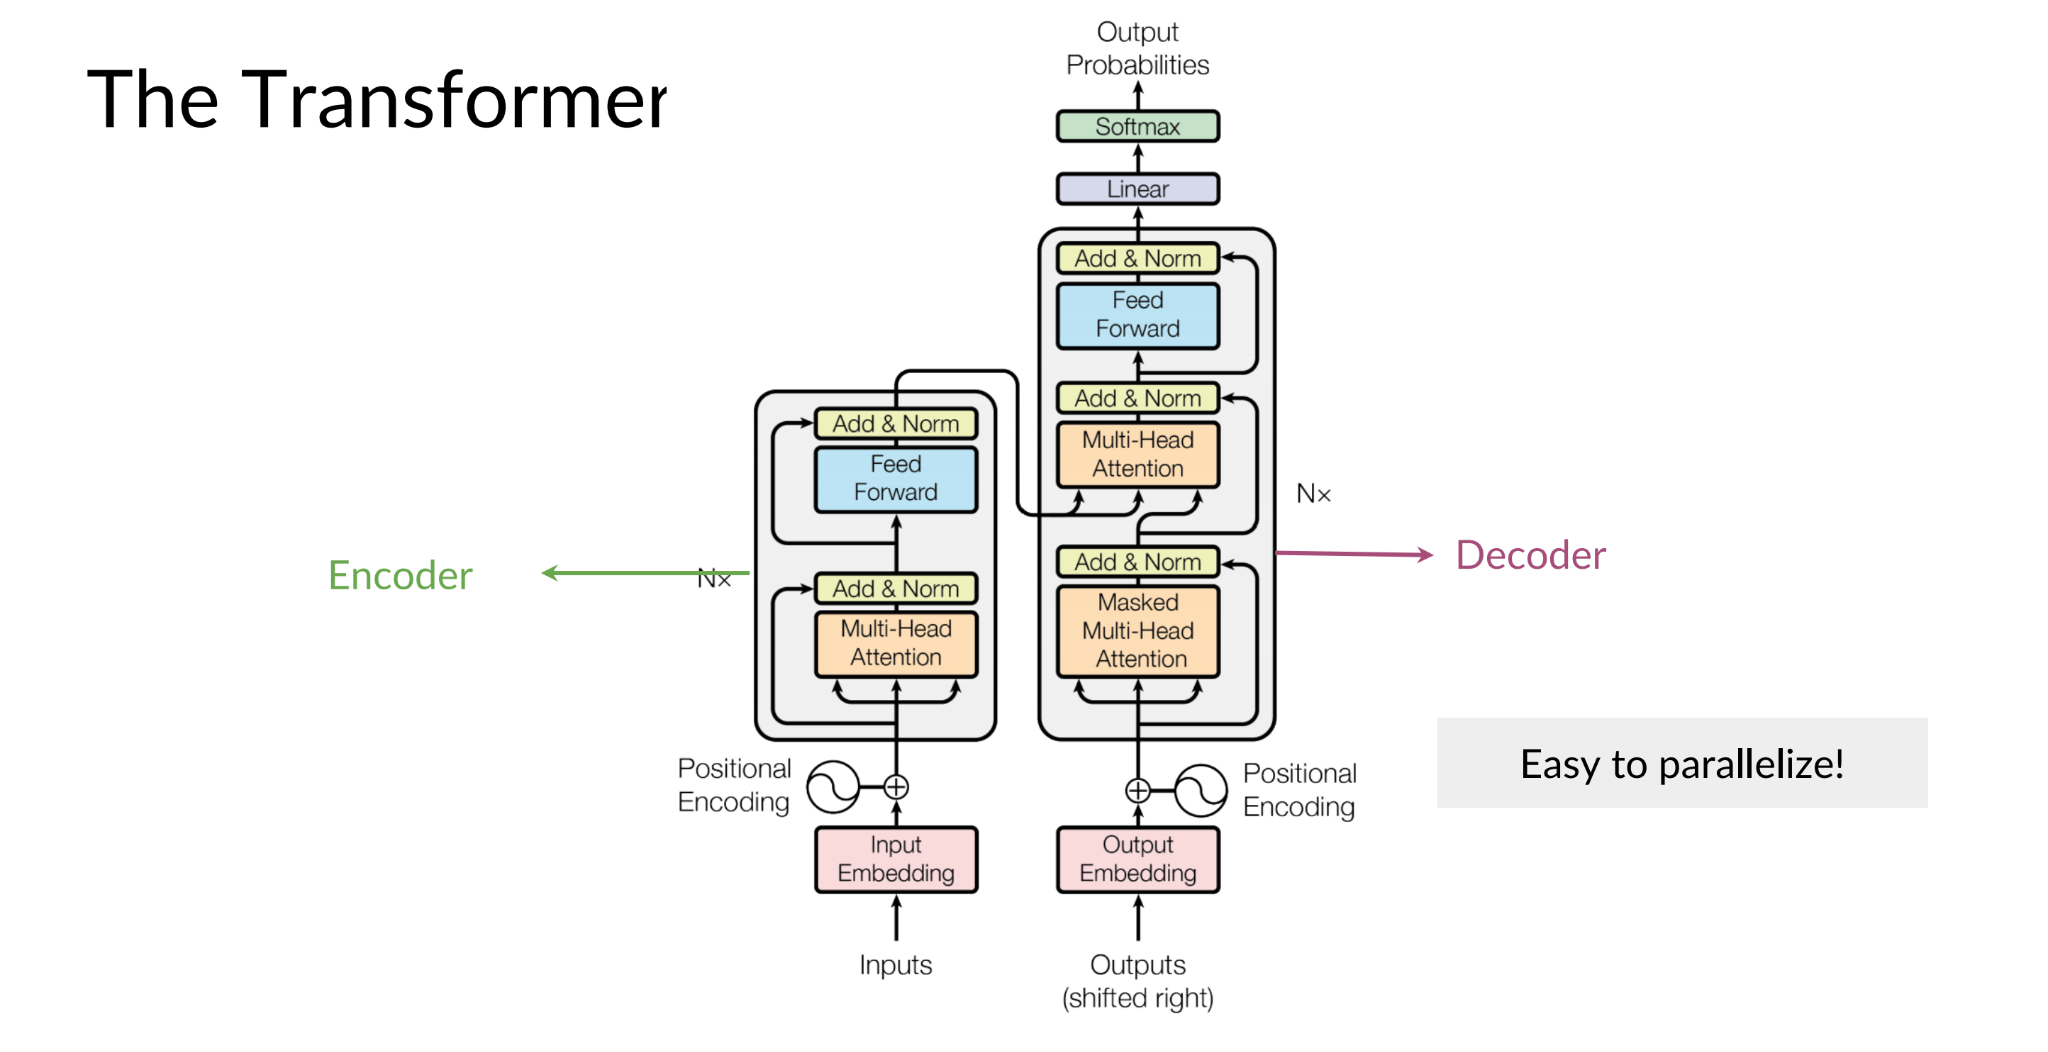 The Transformer
Output
Probabilities
Softmax
Linear
Add & Norm
Feed
Forward
Add & Norm
Multi-Head
Attention
Add & Norm
Masked
Multi-Head
Attention
Nx
Decoder
Add & Norm
Feed
Forward
Add & Norm
Multi-Head
Attention
Nx
Encoder
Positional
Encoding
Positional
Encoding
Easy to parallelize!
Input
Embedding
Output
Embedding
Inputs
Outputs
(shifted right)